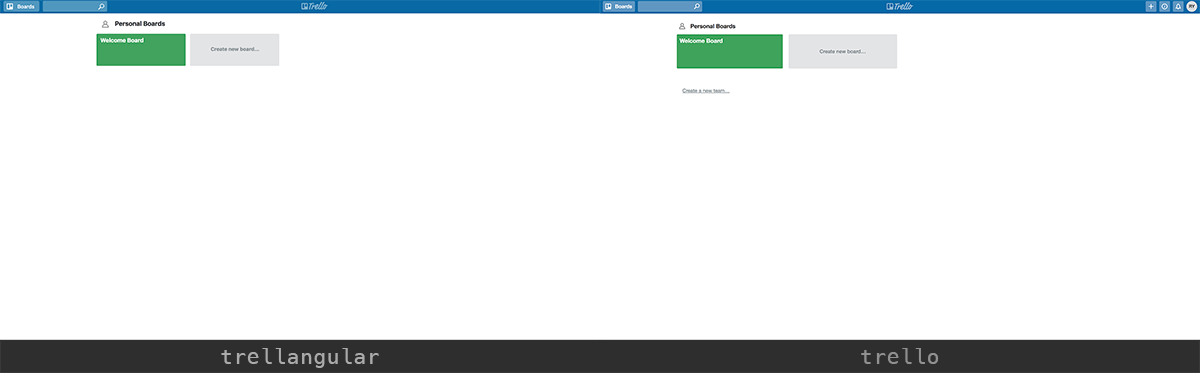 Boards
Trello
Personal Boards
Welcome Board
Create new board...
trellangular
Boards
Trello
RY
Personal Boards
Welcome Board
Create new board...
Create a new team...
trello